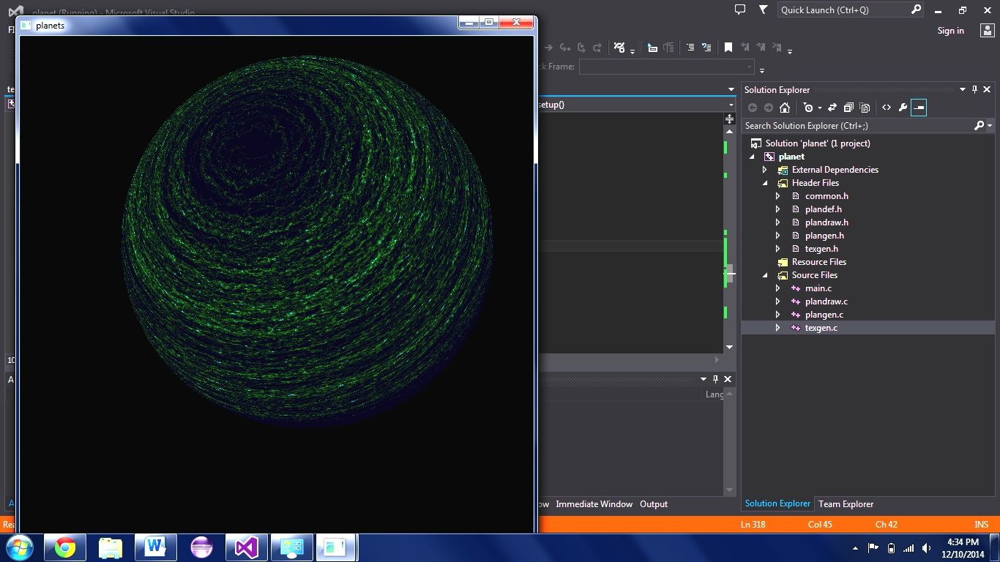 planet (Running) - Microsoft Visual Studio
Quick Launch (Ctrl+Q)
planets
Sign in
k Frame:
te
Solution Explorer
setup()
Search Solution Explorer (Ctrl+;)
Solution 'planet' (1 project)
planet
External Dependencies
Header Files
common.h
plandef.h
plandraw.h
plangen.h
texgen.h
Resource Files
Source Files
main.c
plandraw.c
plangen.c
texgen.c
10
A
Lang
A
ow Immediate Window Output
Solution Explorer Team Explorer
Rea
Ln 318 Col 45 Ch 42 INS
4:34 PM
12/10/2014